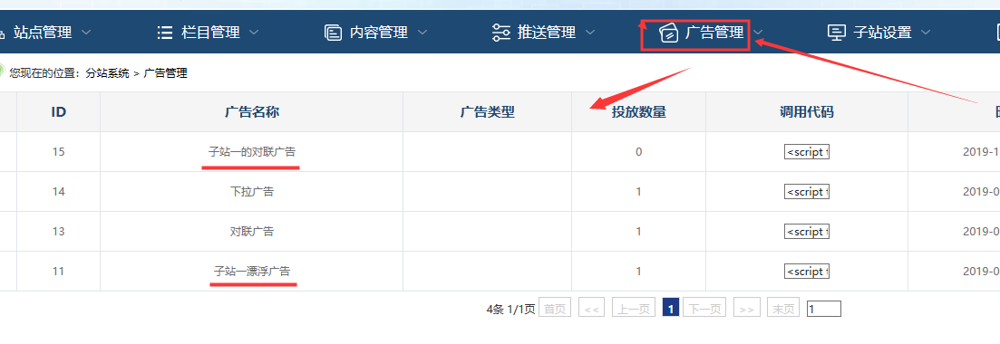 站点管理 栏目管理 内容管理 推送管理 广告管理 子站设置
您现在的位置：分站系统 > 广告管理
ID 广告名称 广告类型 投放数量 调用代码
15 子站一的对联广告 0 <script 2019-1
14 下拉广告 1 <script 2019-0
13 对联广告 1 <script 2019-0
11 子站一漂浮广告 1 <script 2019-0
4条 1/1页 首页 << 上一页 1 下一页 >> 末页 1